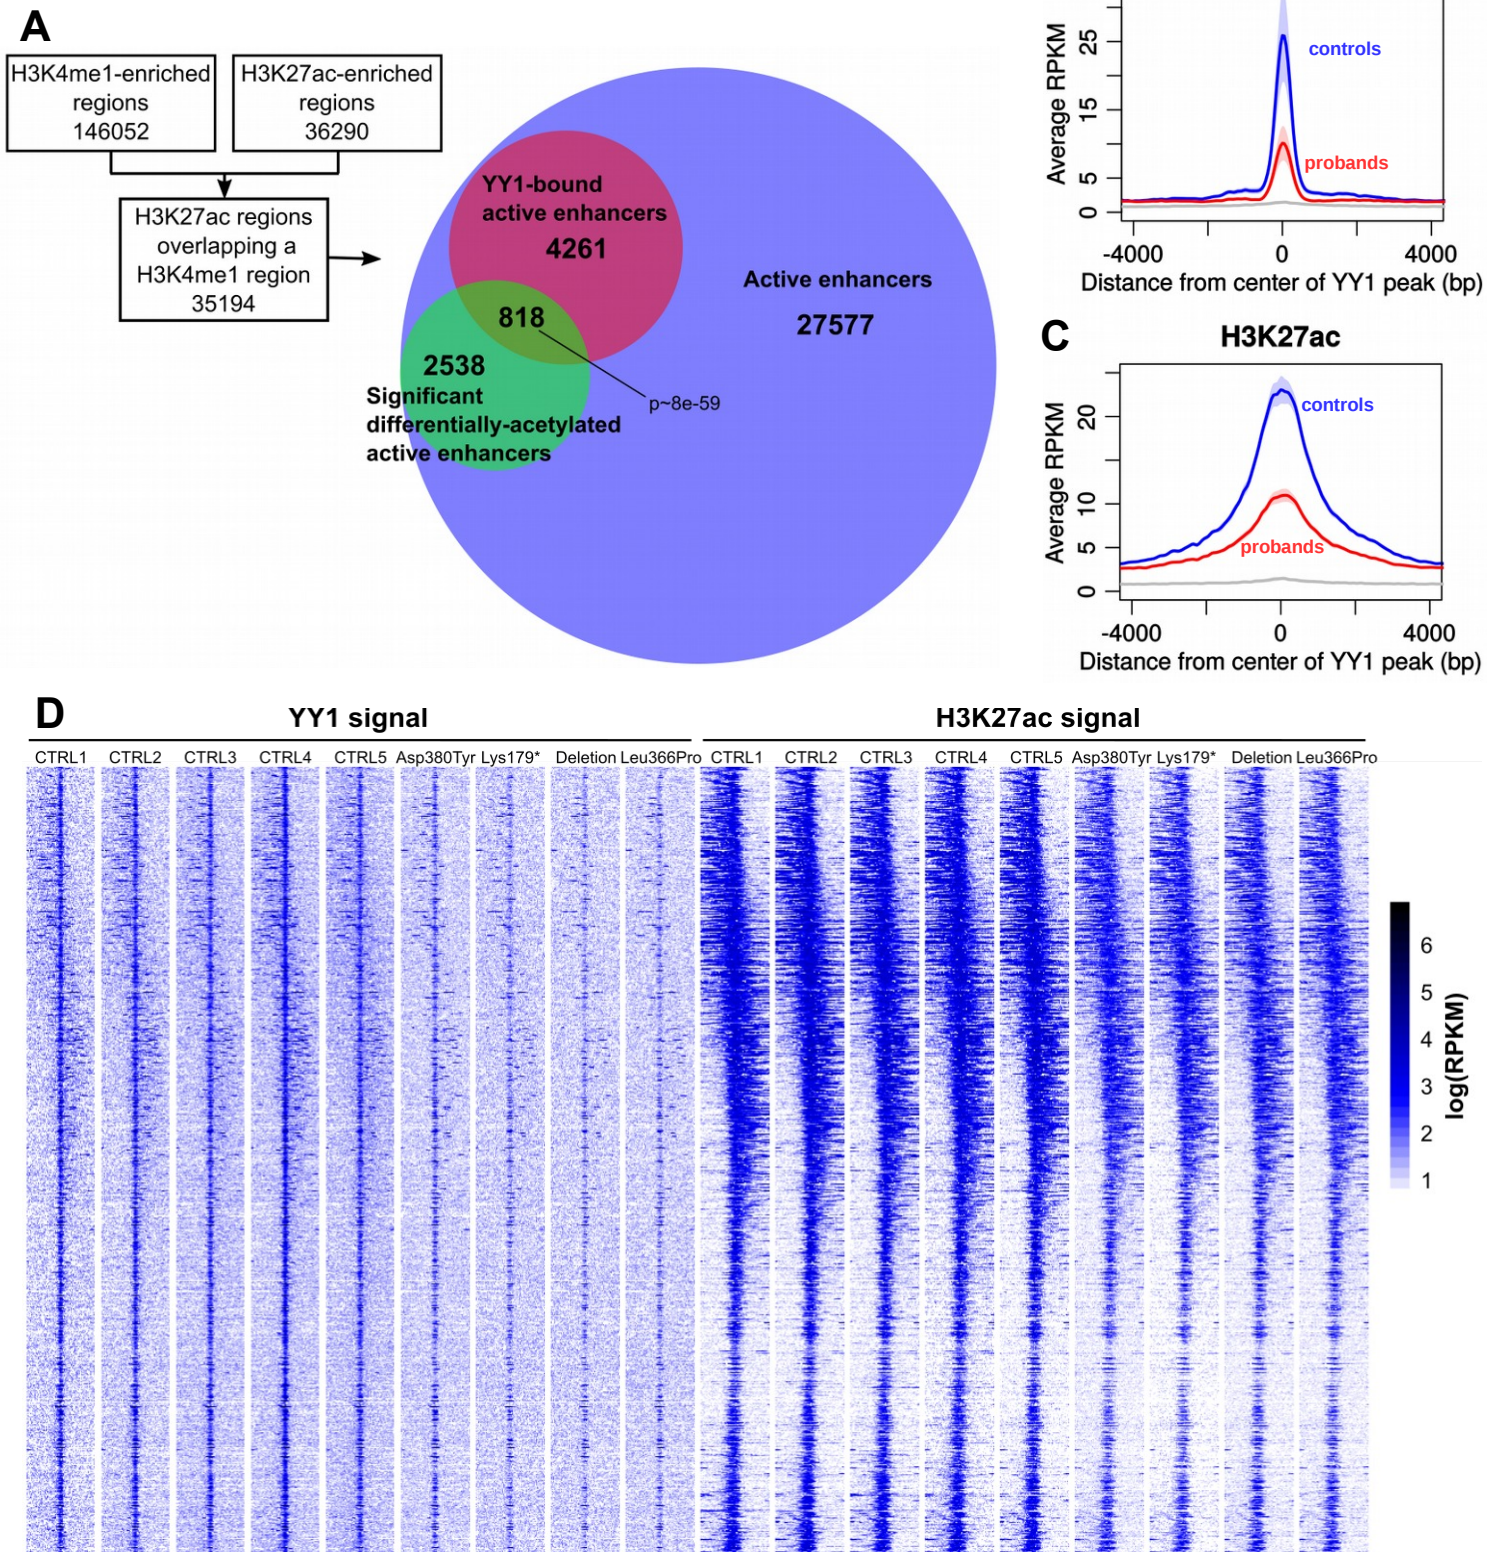 A
H3K4me1-enriched
regions
146052
H3K27ac-enriched
regions
36290
H3K27ac regions
overlapping a
H3K4me1 region
35194
YY1-bound
active enhancers
4261
818
2538
Significant
differentially-acetylated
active enhancers
p~8e-59
Active enhancers
27577
Average RPKM
25
15
5
0
controls
probands
-4000 0 4000
Distance from center of YY1 peak (bp)
C
H3K27ac
Average RPKM
20
10
5
0
controls
probands
-4000 0 4000
Distance from center of YY1 peak (bp)
D
YY1 signal
H3K27ac signal
CTRL1 CTRL2 CTRL3 CTRL4 CTRL5 Asp380Tyr Lys179* Deletion Leu366Pro CTRL1 CTRL2 CTRL3 CTRL4 CTRL5 Asp380Tyr Lys179* Deletion Leu366Pro
6
5
4
3
2
1
log(RPKM)